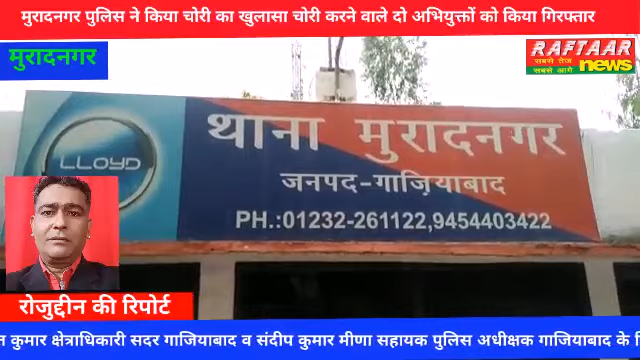 मुरादनगर पुलिस ने किया चोरी का खुलासा चोरी करने वाले दो अभियुक्तों को किया गिरफ्तार
मुरादनगर
RAFTAAR
सबसे तेज
सबसे आगे
news
LLOYD
थाना मुरादनगर
जनपद-गाज़ियाबाद
PH.:01232-261122,9454403422
रोजुद्दीन की रिपोर्ट
कुमार क्षेत्राधिकारी सदर गाजियाबाद व संदीप कुमार मीणा सहायक पुलिस अधीक्षक गाजियाबाद के